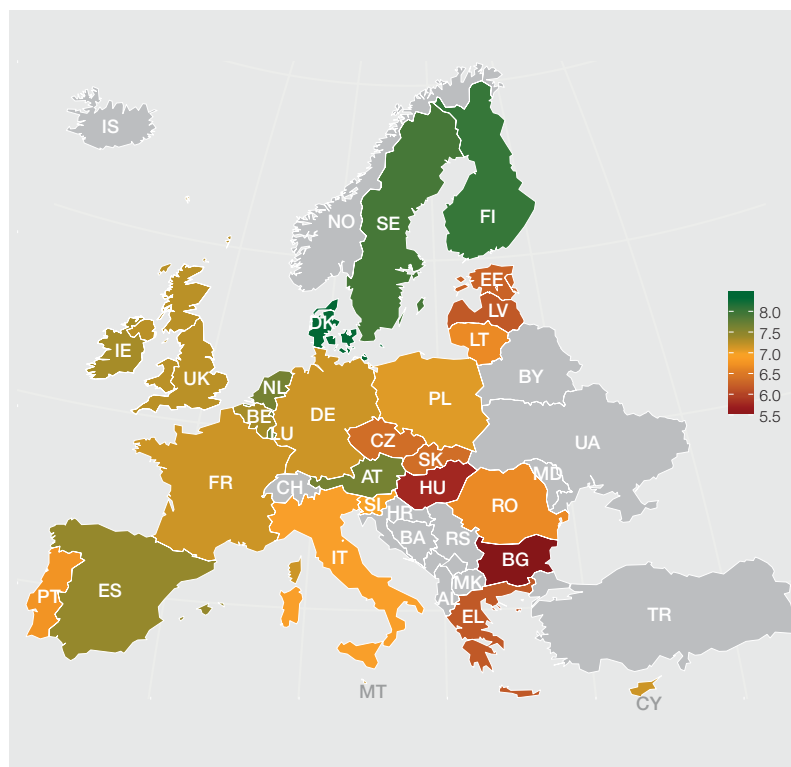 IS
NO
SE
FI
EE
LV
LT
DK
IE
UK
NL
BE
LU
DE
PL
BY
UA
CZ
SK
FR
CH
AT
HU
MD
SI
HR
RO
BA
RS
BG
IT
PT
ES
MK
AL
EL
TR
MT
CY
8.0
7.5
7.0
6.5
6.0
5.5